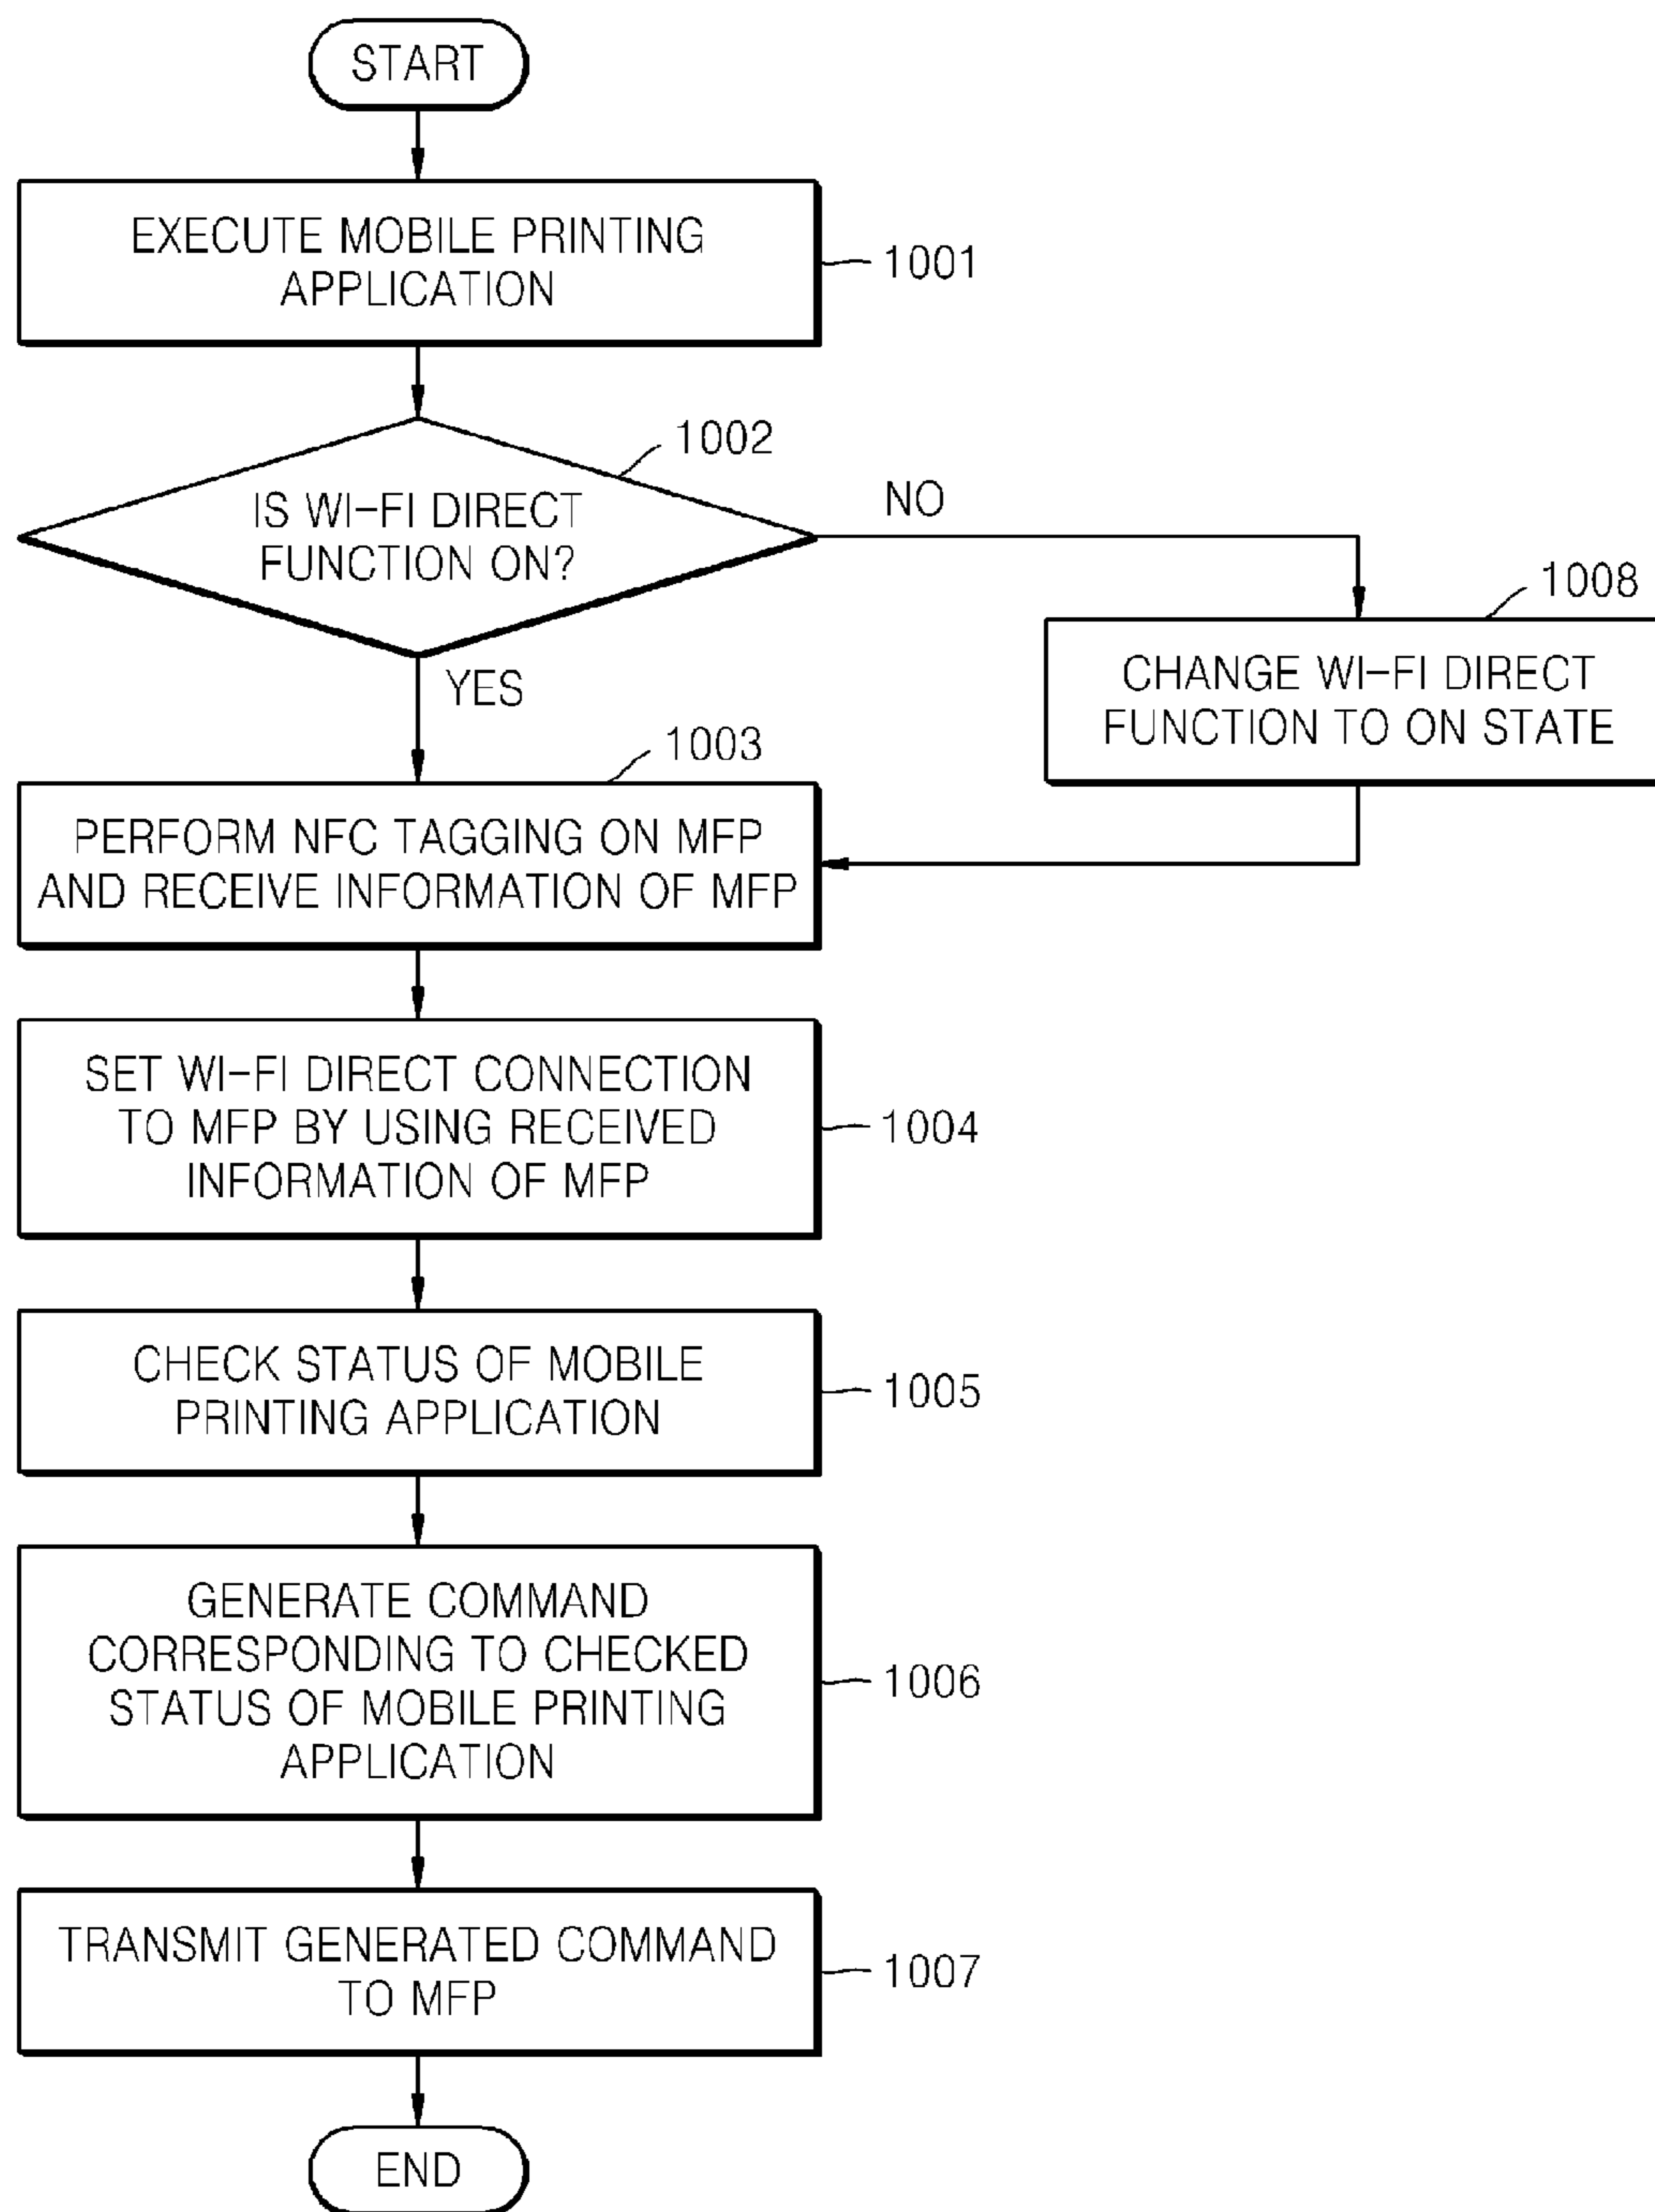 START
EXECUTE MOBILE PRINTING
APPLICATION
1001
1002
IS WI-FI DIRECT
FUNCTION ON?
NO
YES
1008
CHANGE WI-FI DIRECT
FUNCTION TO ON STATE
1003
PERFORM NFC TAGGING ON MFP
AND RECEIVE INFORMATION OF MFP
SET WI-FI DIRECT CONNECTION
TO MFP BY USING RECEIVED
INFORMATION OF MFP
1004
CHECK STATUS OF MOBILE
PRINTING APPLICATION
1005
GENERATE COMMAND
CORRESPONDING TO CHECKED
STATUS OF MOBILE PRINTING
APPLICATION
1006
TRANSMIT GENERATED COMMAND
TO MFP
1007
END